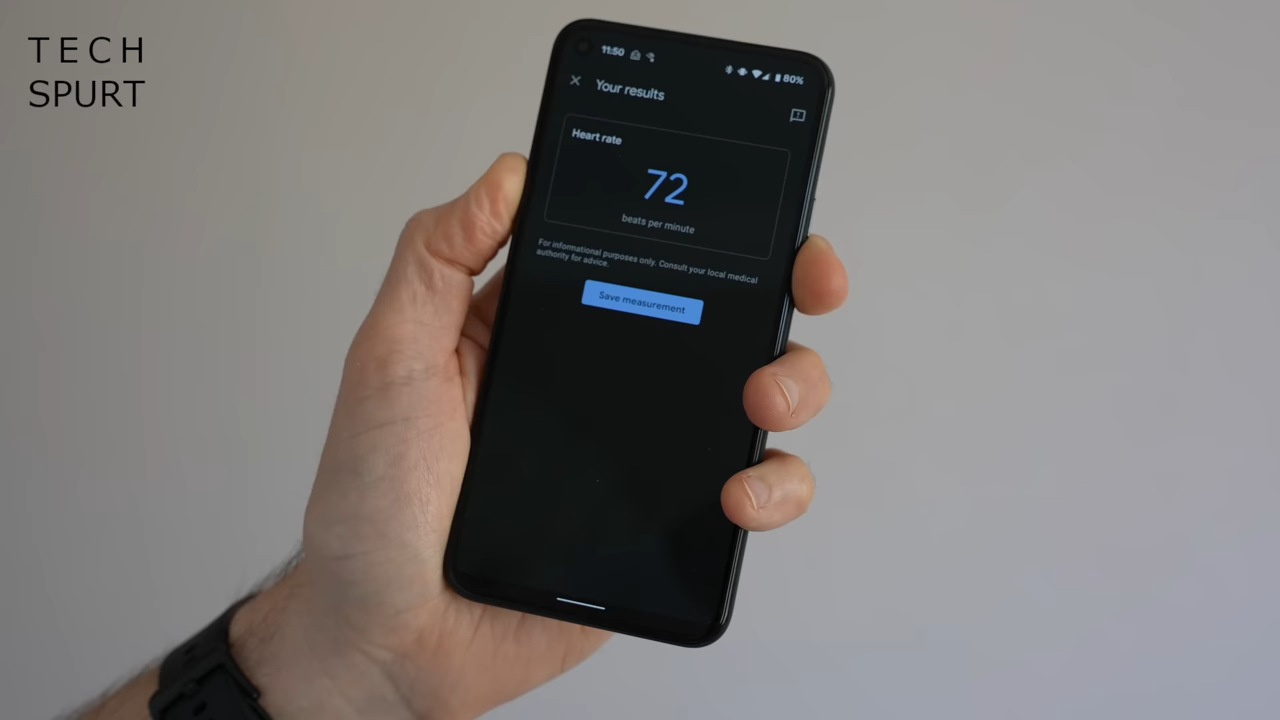 TECH
SPURT
11:50
80%
Your results
Heart rate
72
beats per minute
For informational purposes only. Consult your local medical
authority for advice.
Save measurement